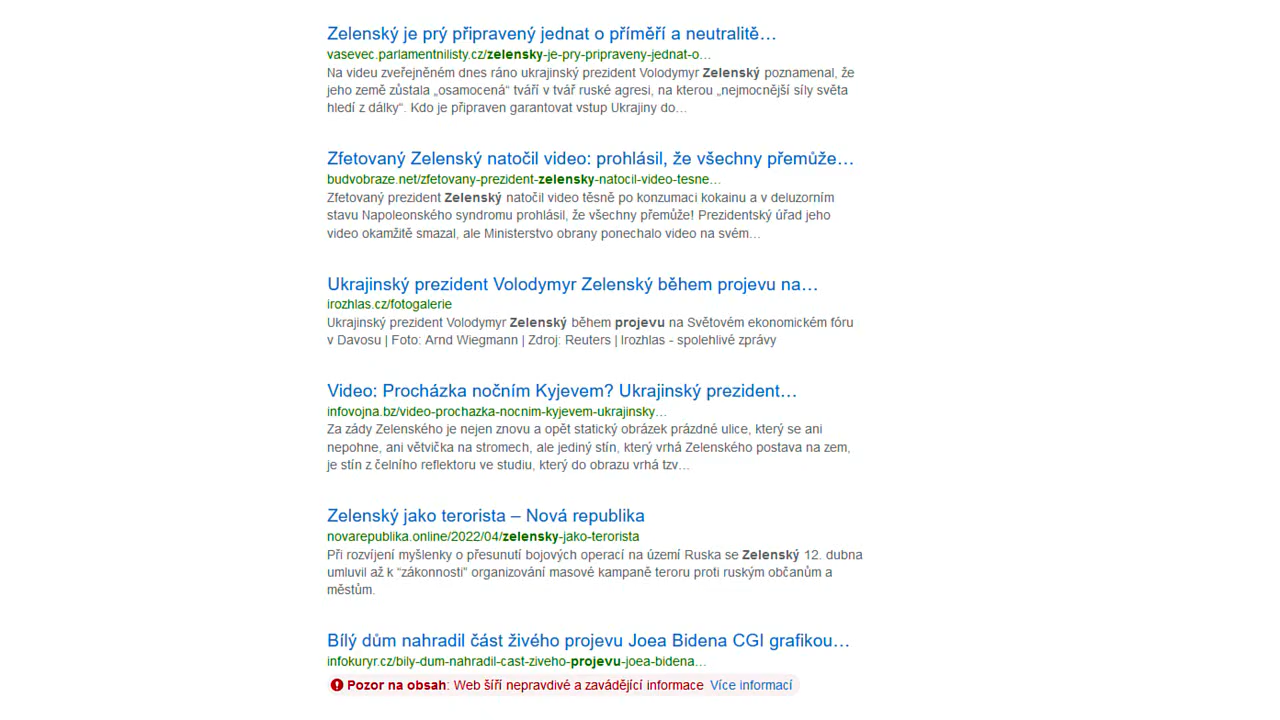 Zelenský je prý připravený jednat o příměří a neutralitě…
vasevec.parlamentnilisty.cz/zelensky-je-pry-pripraveny-jednat-o…
Na videu zveřejněném dnes ráno ukrajinský prezident Volodymyr Zelenský poznamenal, že
jeho země zůstala „osamocená“ tváří v tvář ruské agresi, na kterou „nejmocnější síly světa
hledí z dálky“. Kdo je připraven garantovat vstup Ukrajiny do…
Zfetovaný Zelenský natočil video: prohlásil, že všechny přemůže…
budvobraze.net/zfetovany-prezident-zelensky-natocil-video-tesne…
Zfetovaný prezident Zelenský natočil video těsně po konzumaci kokainu a v deluzorním
stavu Napoleonského syndromu prohlásil, že všechny přemůže! Prezidentský úřad jeho
video okamžitě smazal, ale Ministerstvo obrany ponechalo video na svém…
Ukrajinský prezident Volodymyr Zelenský během projevu na…
irozhlas.cz/fotogalerie
Ukrajinský prezident Volodymyr Zelenský během projevu na Světovém ekonomickém fóru
v Davosu | Foto: Arnd Wiegmann | Zdroj: Reuters | Irozhlas - spolehlivé zprávy
Video: Procházka nočním Kyjevem? Ukrajinský prezident…
infovojna.bz/video-prochazka-nocnim-kyjevem-ukrajinsky…
Za zády Zelenského je nejen znovu a opět statický obrázek prázdné ulice, který se ani
nepohne, ani větvička na stromech, ale jediný stín, který vrhá Zelenského postava na zem,
je stín z čelního reflektoru ve studiu, který do obrazu vrhá tzv…
Zelenský jako terorista – Nová republika
novarepublika.online/2022/04/zelensky-jako-terorista
Při rozvíjení myšlenky o přesunutí bojových operací na území Ruska se Zelenský 12. dubna
umluvil až k “zákonnosti” organizování masové kampaně teroru proti ruským občanům a
městům.
Bílý dům nahradil část živého projevu Joea Bidena CGI grafikou…
infokuryr.cz/bily-dum-nahradil-cast-ziveho-projevu-joea-bidena…
Pozor na obsah: Web šíří nepravdivé a zavádějící informace Více informací